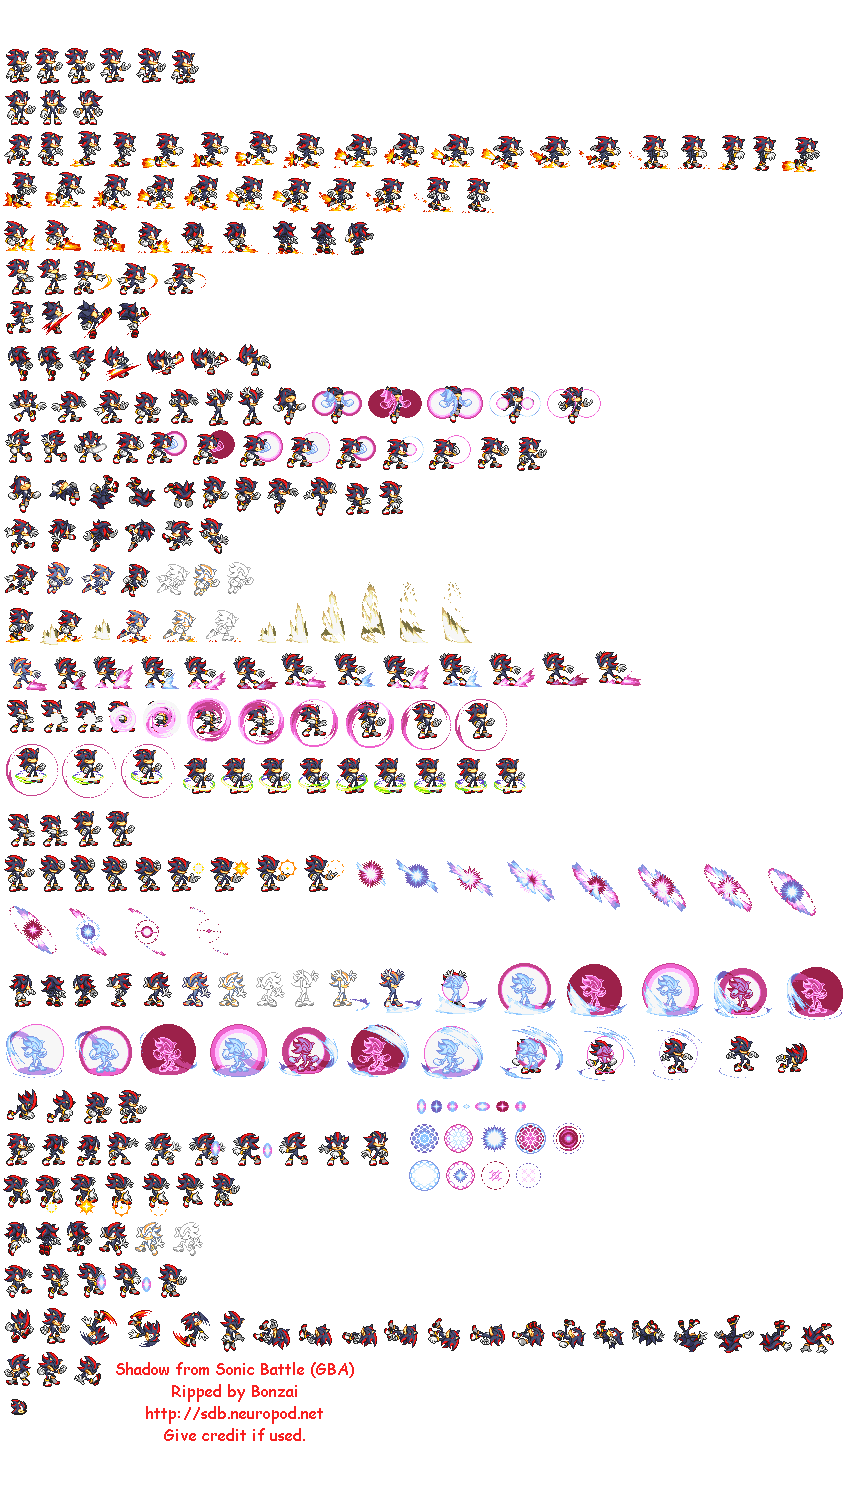 Shadow from Sonic Battle (GBA)
Ripped by Bonzai
http://sdb.neuropod.net
Give credit if used.